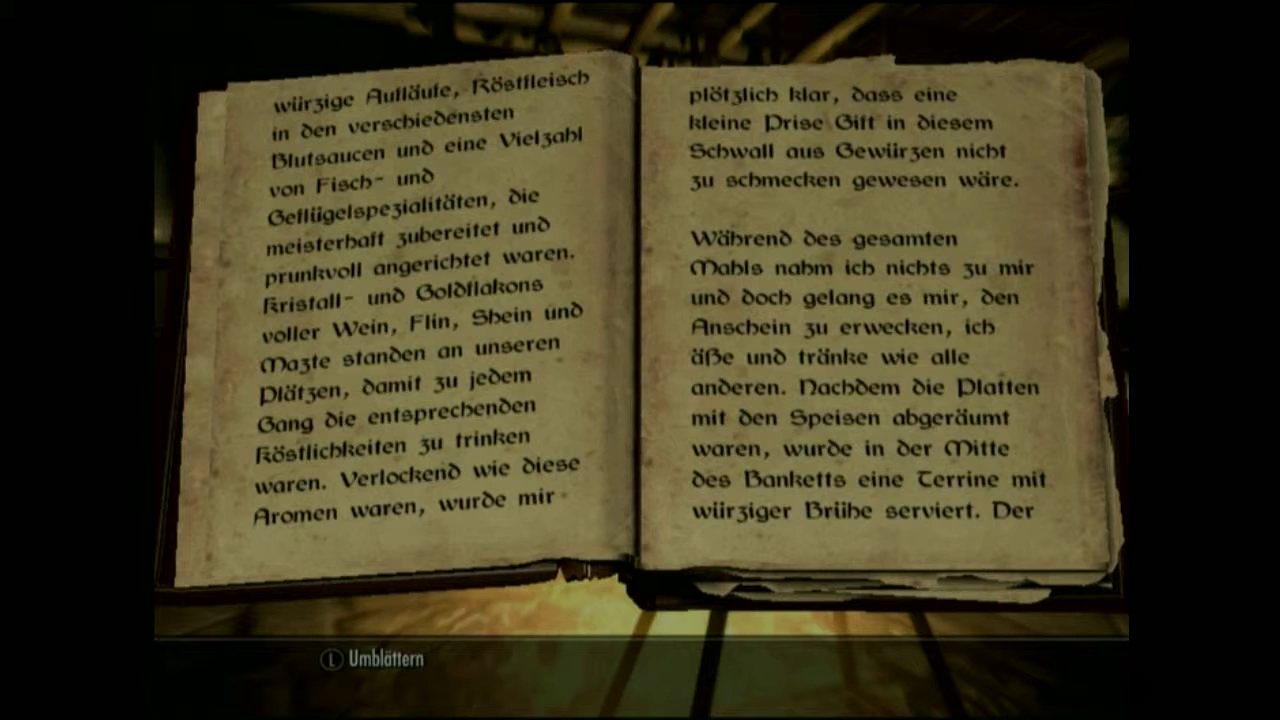 würzige Aufläufe, Köstfleisch
in den verschiedensten
Blutsaucen und eine Vielzahl
von Fisch- und
Geflügelspezialitäten, die
meisterhaft zubereitet und
prunkvoll angerichtet waren.
Kristall- und Goldflakons
voller Wein, Flin, Shein und
Mazte standen an unseren
Plätzen, damit zu jedem
Gang die entsprechenden
Köstlichkeiten zu trinken
waren. Verlockend wie diese
Aromen waren, wurde mir
plötzlich klar, dass eine
kleine Prise Gift in diesem
Schwall aus Gewürzen nicht
zu schmecken gewesen wäre.
Während des gesamten
Mahls nahm ich nichts zu mir
und doch gelang es mir, den
Anschein zu erwecken, ich
äße und tränke wie alle
anderen. Nachdem die Platten
mit den Speisen abgeräumt
waren, wurde in der Mitte
des Banketts eine Terrine mit
würziger Brühe serviert. Der
L Umblättern